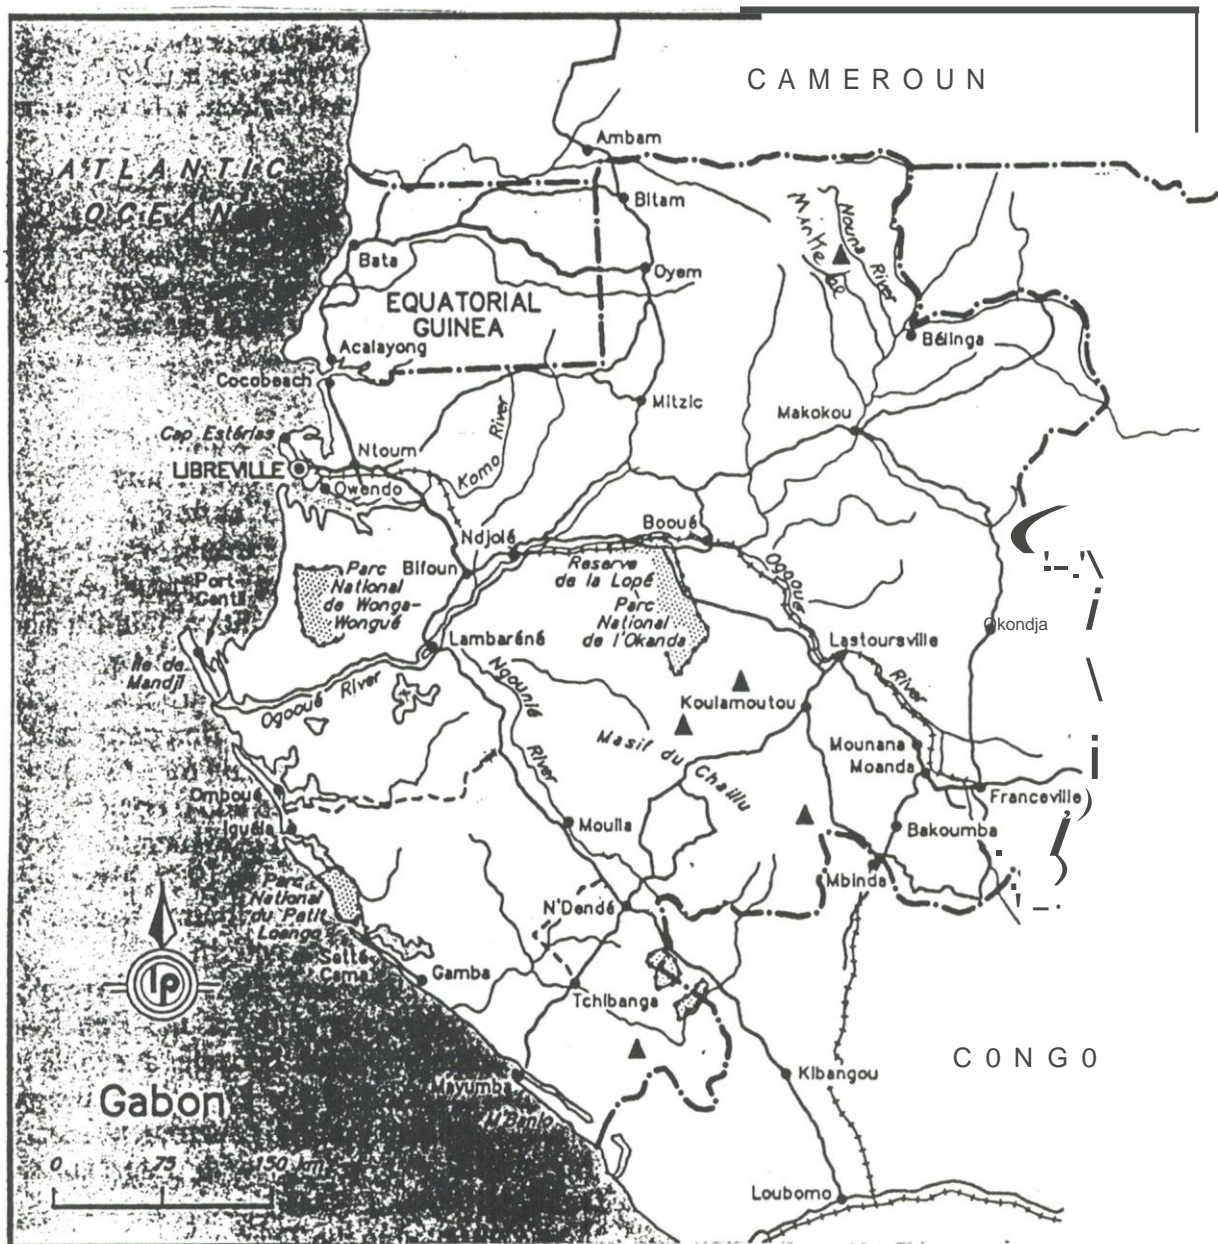 CAMEROUN
ATLANTIC
OCEAN
Ambam
Bitam
Minkebe
Nouna River
Bata
Oyem
EQUATORIAL
GUINEA
Bélinga
Acalayong
Cocobeach
Mitzic
Makokou
Komo River
Cap Estérias
Ntoum
LIBREVILLE
Owendo
Booué
Ndjolé
Ogooué
Reserve
de la Lopé
Parc
National
de l'Okanda
Bifoun
Parc
National
de Wonga-
Wongué
Port-
Gentil
Okondja
Lambaréné
Lastoursville
River
Ile de
Mandji
Ogooué River
Ngounié
River
Koulamoutou
Masif du Chaillu
Mounana
Moanda
Franceville
Omboué
Iguéla
Mouila
Bakoumba
Mbinda
Parc
National
du Petit
Loango
N'Dendé
Setté
Cama
Gamba
Tchibanga
lp
CONGO
Kibangou
Mayumba
Gabon
0 75 150 km
Loubomo